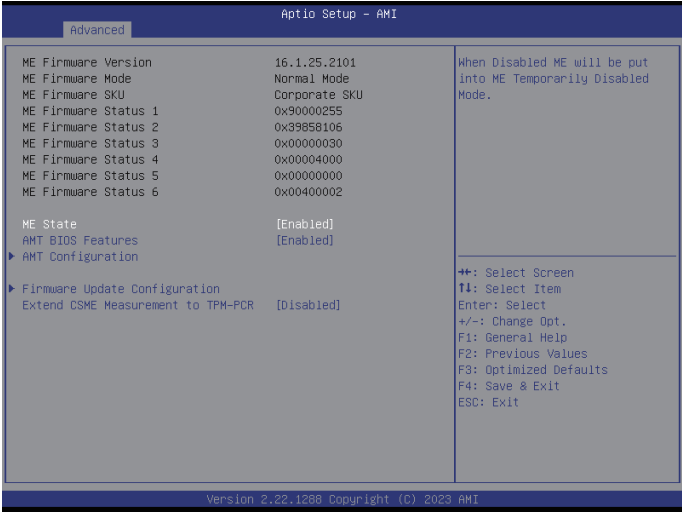 Aptio Setup – AMI
Advanced
ME Firmware Version 16.1.25.2101
ME Firmware Mode Normal Mode
ME Firmware SKU Corporate SKU
ME Firmware Status 1 0x90000255
ME Firmware Status 2 0x39858106
ME Firmware Status 3 0x00000030
ME Firmware Status 4 0x00004000
ME Firmware Status 5 0x00000000
ME Firmware Status 6 0x00400002
ME State [Enabled]
AMT BIOS Features [Enabled]
AMT Configuration
Firmware Update Configuration
Extend CSME Measurement to TPM-PCR [Disabled]
When Disabled ME will be put
into ME Temporarily Disabled
Mode.
→←: Select Screen
↑↓: Select Item
Enter: Select
+/-: Change Opt.
F1: General Help
F2: Previous Values
F3: Optimized Defaults
F4: Save & Exit
ESC: Exit
Version 2.22.1288 Copyright (C) 2023 AMI